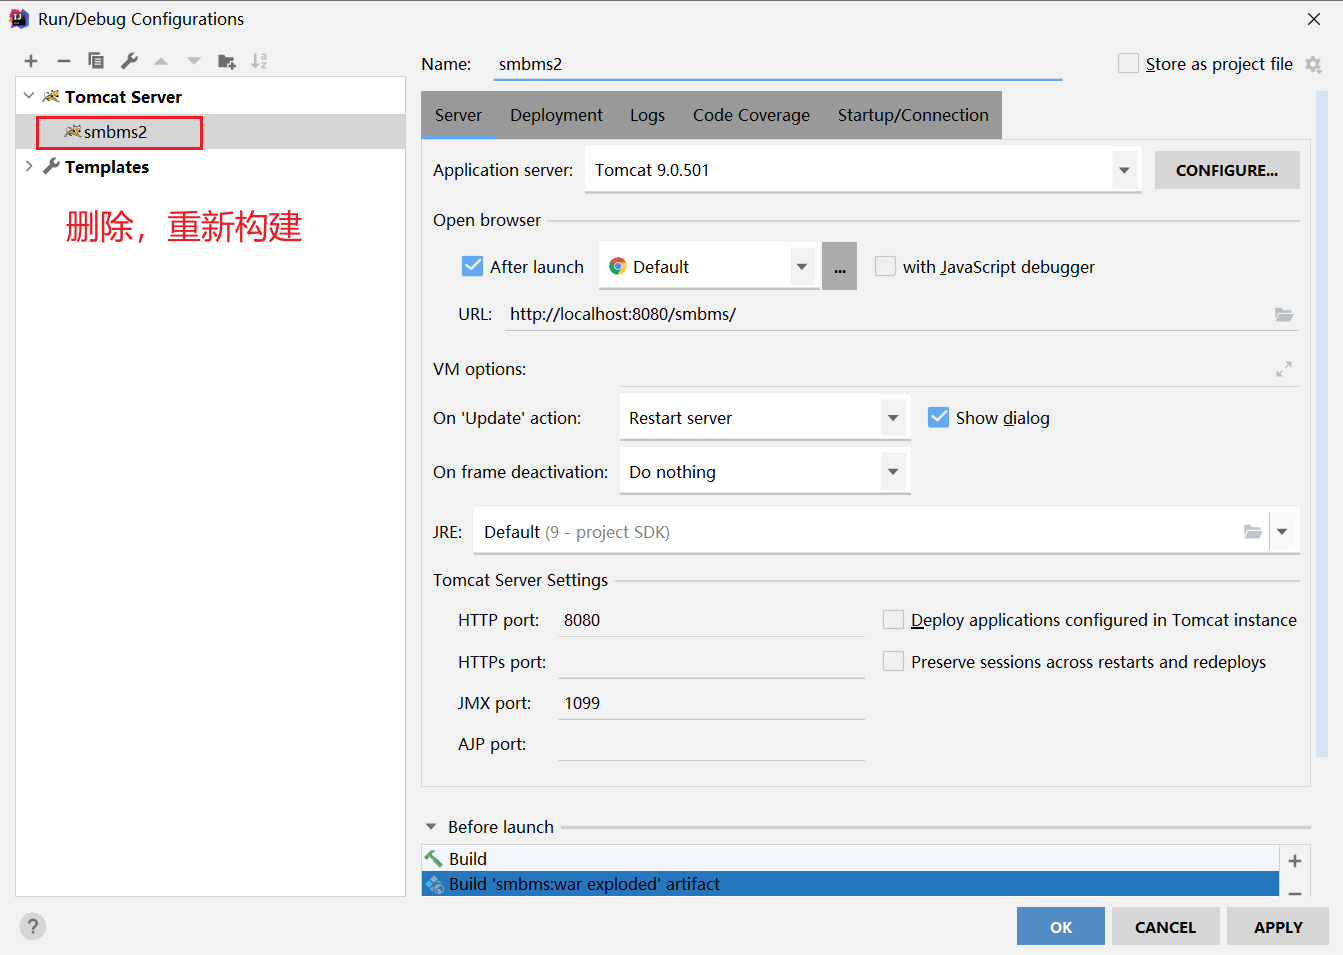 Run/Debug Configurations
Name: smbms2
Store as project file
Tomcat Server
smbms2
Templates
删除，重新构建
Server Deployment Logs Code Coverage Startup/Connection
Application server: Tomcat 9.0.501 CONFIGURE...
Open browser
After launch Default ... with JavaScript debugger
URL: http://localhost:8080/smbms/
VM options:
On 'Update' action: Restart server Show dialog
On frame deactivation: Do nothing
JRE: Default (9 - project SDK)
Tomcat Server Settings
HTTP port: 8080 Deploy applications configured in Tomcat instance
HTTPs port: Preserve sessions across restarts and redeploys
JMX port: 1099
AJP port:
Before launch
Build
Build 'smbms:war exploded' artifact
? OK CANCEL APPLY